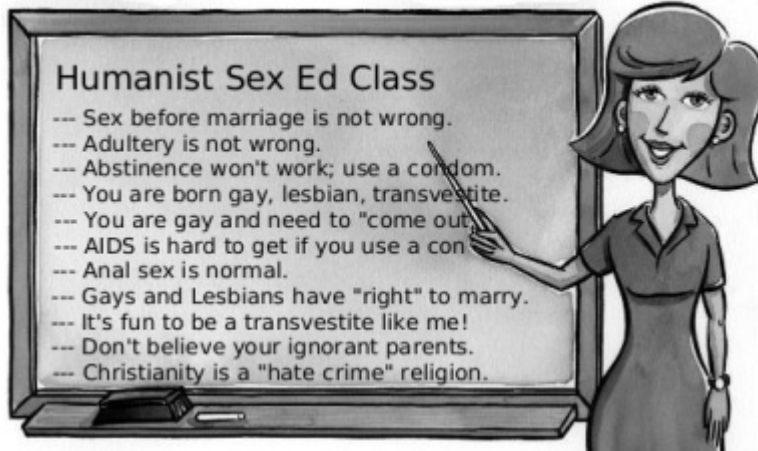 Humanist Sex Ed Class
--- Sex before marriage is not wrong.
--- Adultery is not wrong.
--- Abstinence won't work; use a condom.
--- You are born gay, lesbian, transvestite.
--- You are gay and need to "come out
--- AIDS is hard to get if you use a con
--- Anal sex is normal.
--- Gays and Lesbians have "right" to marry.
--- It's fun to be a transvestite like me!
--- Don't believe your ignorant parents.
--- Christianity is a "hate crime" religion.